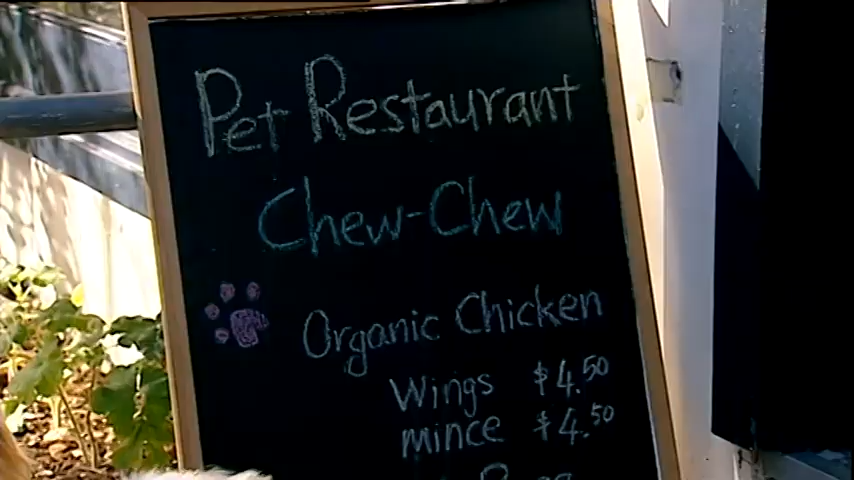 Pet Restaurant
Chew-Chew
Organic Chicken
Wings $4.50
mince $4.50